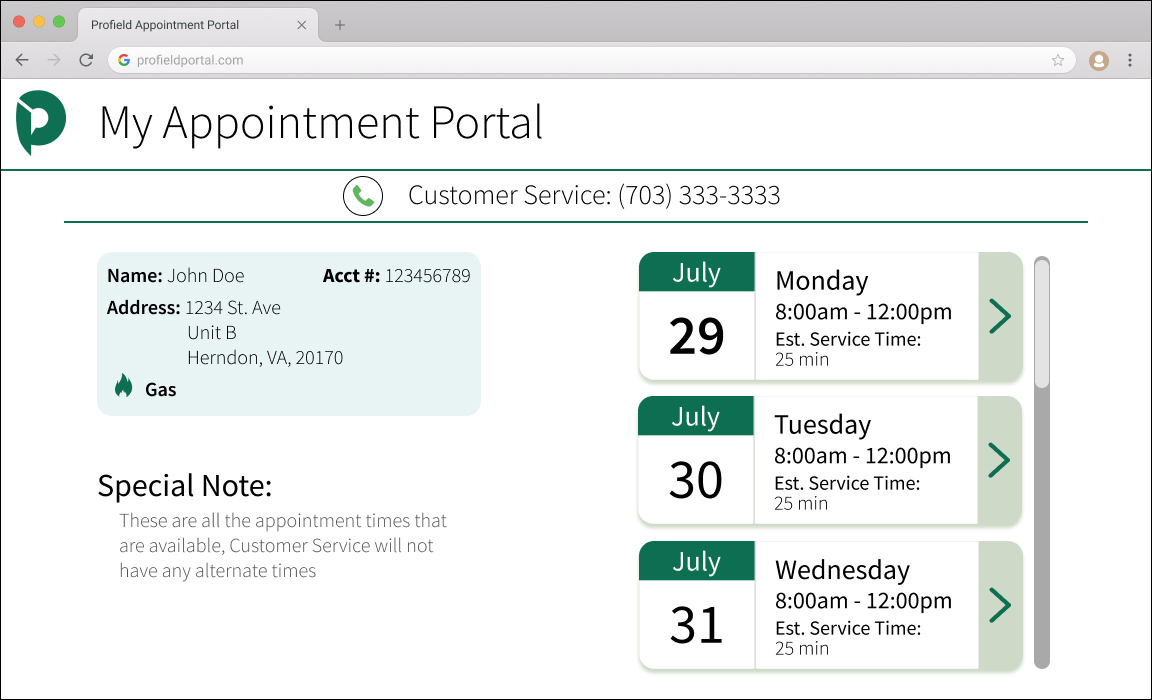 Profield Appointment Portal
profieldportal.com
My Appointment Portal
Customer Service: (703) 333-3333
Name: John Doe Acct #: 123456789
Address: 1234 St. Ave
Unit B
Herndon, VA, 20170
Gas
Special Note:
These are all the appointment times that
are available, Customer Service will not
have any alternate times
July
29
Monday
8:00am - 12:00pm
Est. Service Time:
25 min
July
30
Tuesday
8:00am - 12:00pm
Est. Service Time:
25 min
July
31
Wednesday
8:00am - 12:00pm
Est. Service Time:
25 min